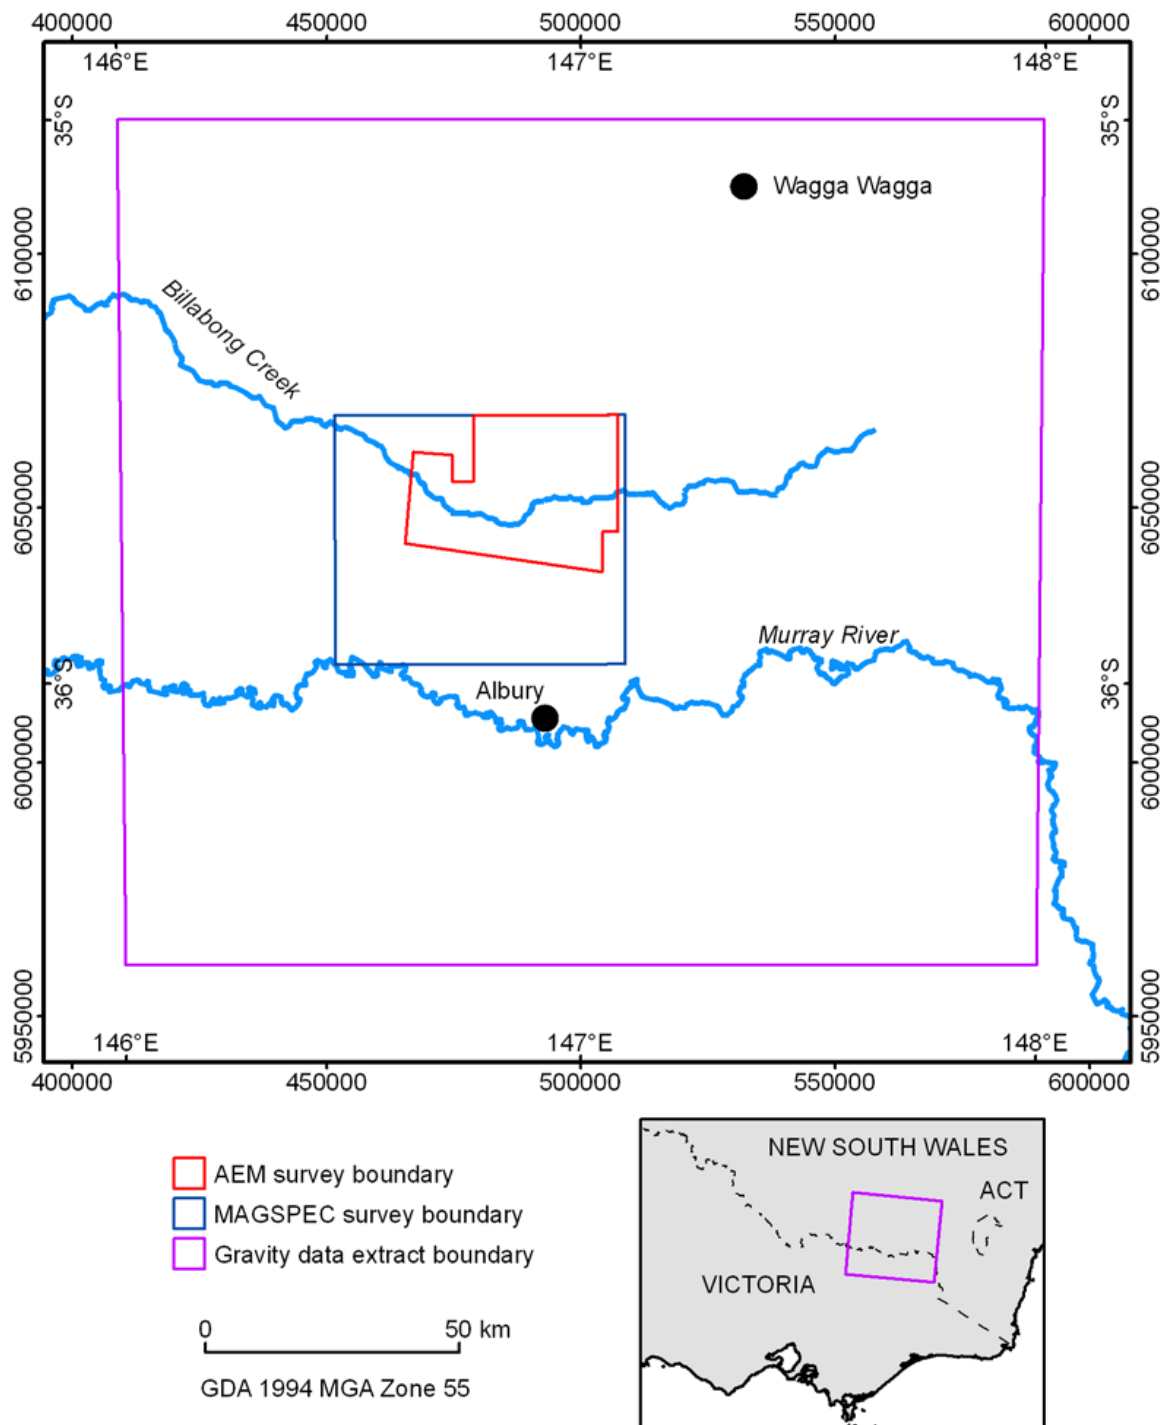 400000 450000 500000 550000 600000
146°E 147°E 148°E
35°S 35°S
Wagga Wagga
6100000 6100000
Billabong Creek
6050000 6050000
Murray River
36°S 36°S
Albury
6000000 6000000
5950000 5950000
146°E 147°E 148°E
400000 450000 500000 550000 600000
AEM survey boundary
MAGSPEC survey boundary
Gravity data extract boundary
0 50 km
GDA 1994 MGA Zone 55
NEW SOUTH WALES
ACT
VICTORIA